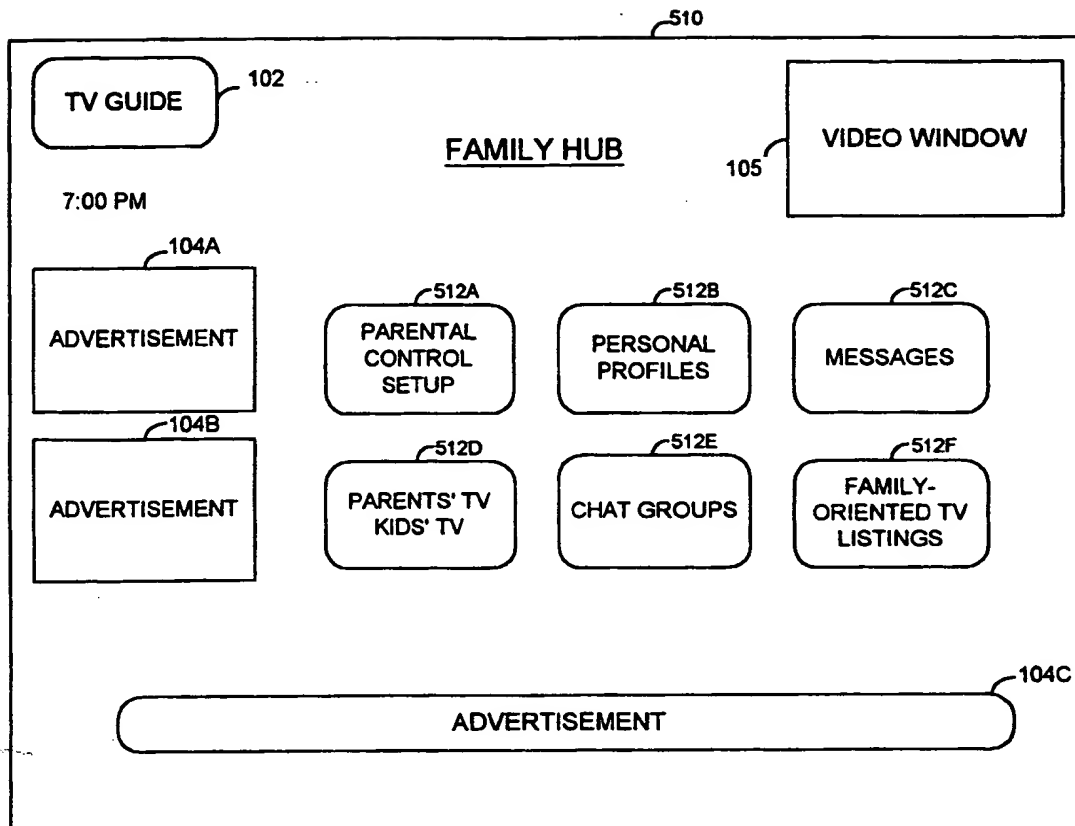 510
TV GUIDE
102
FAMILY HUB
VIDEO WINDOW
105
7:00 PM
104A
ADVERTISEMENT
512A
PARENTAL
CONTROL
SETUP
512B
PERSONAL
PROFILES
512C
MESSAGES
104B
ADVERTISEMENT
512D
PARENTS' TV
KIDS' TV
512E
CHAT GROUPS
512F
FAMILY-
ORIENTED TV
LISTINGS
104C
ADVERTISEMENT